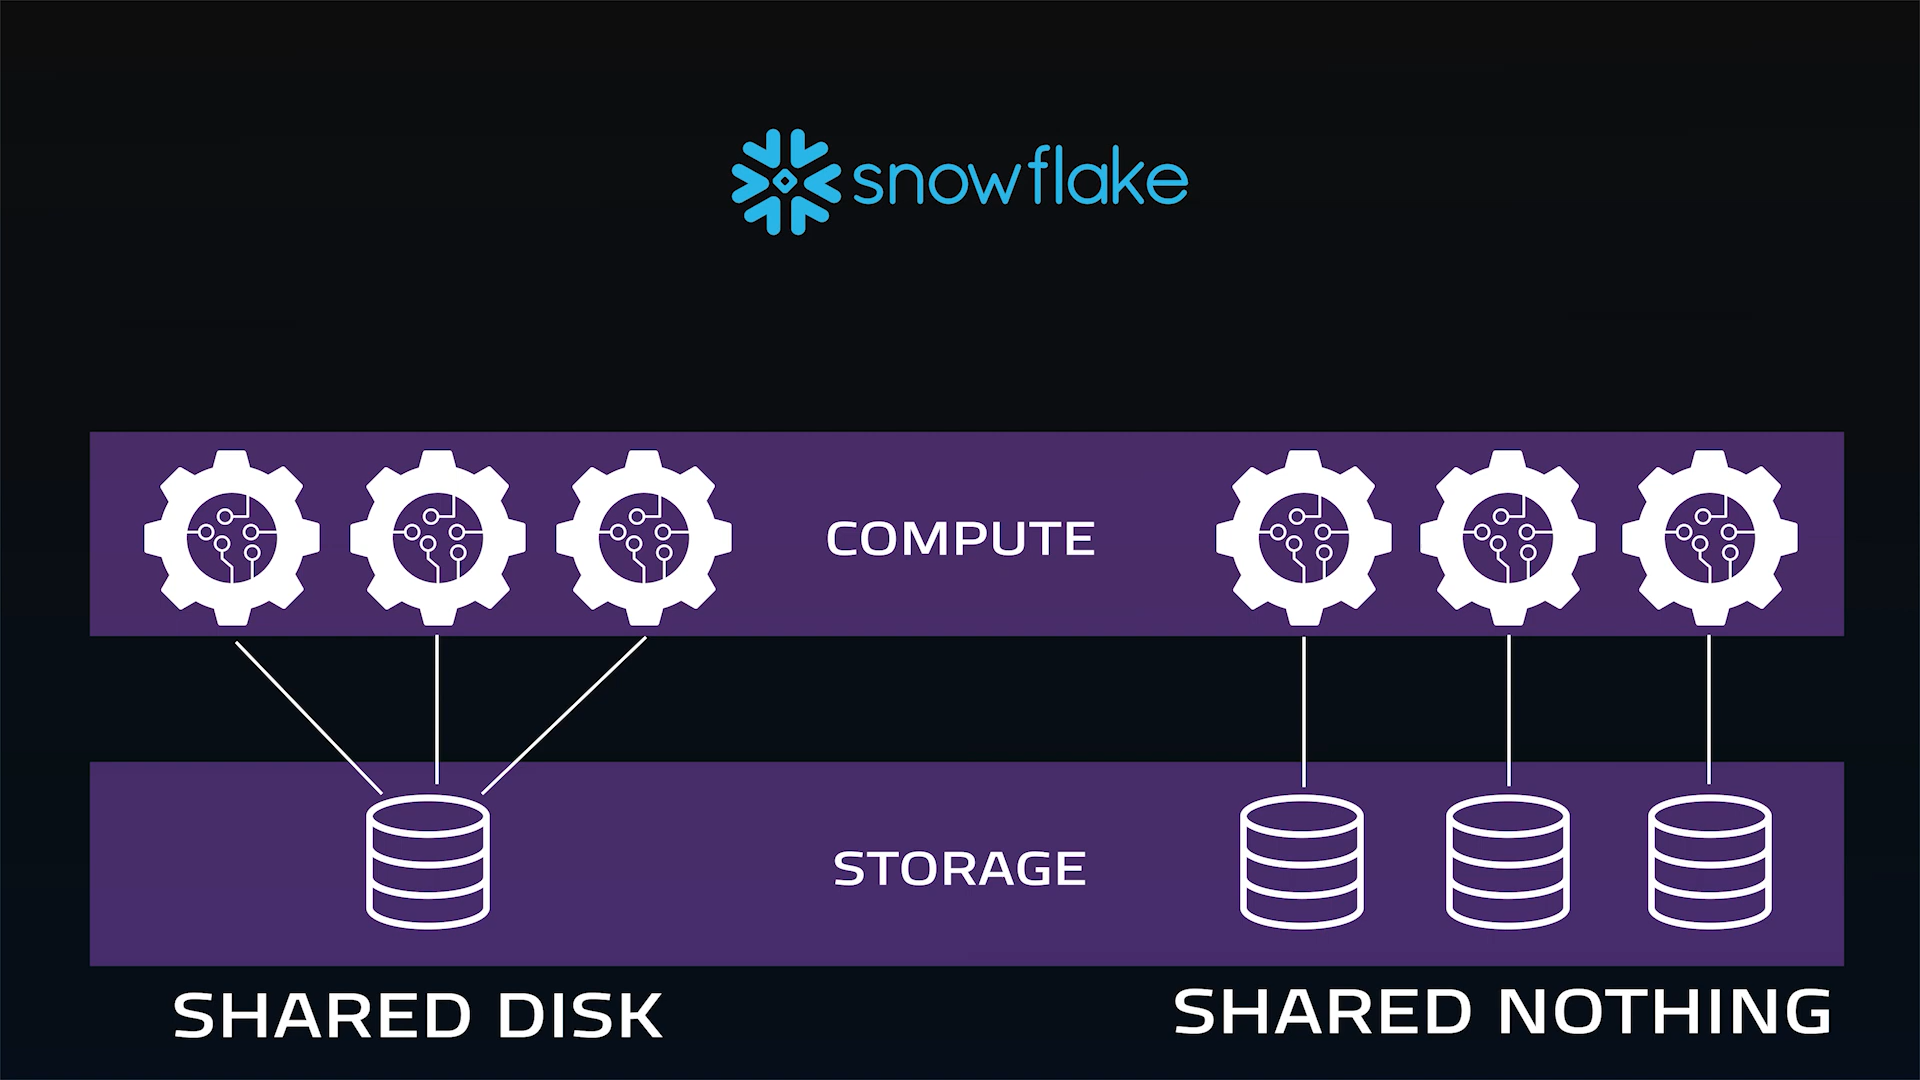 snowflake
COMPUTE
STORAGE
SHARED DISK
SHARED NOTHING